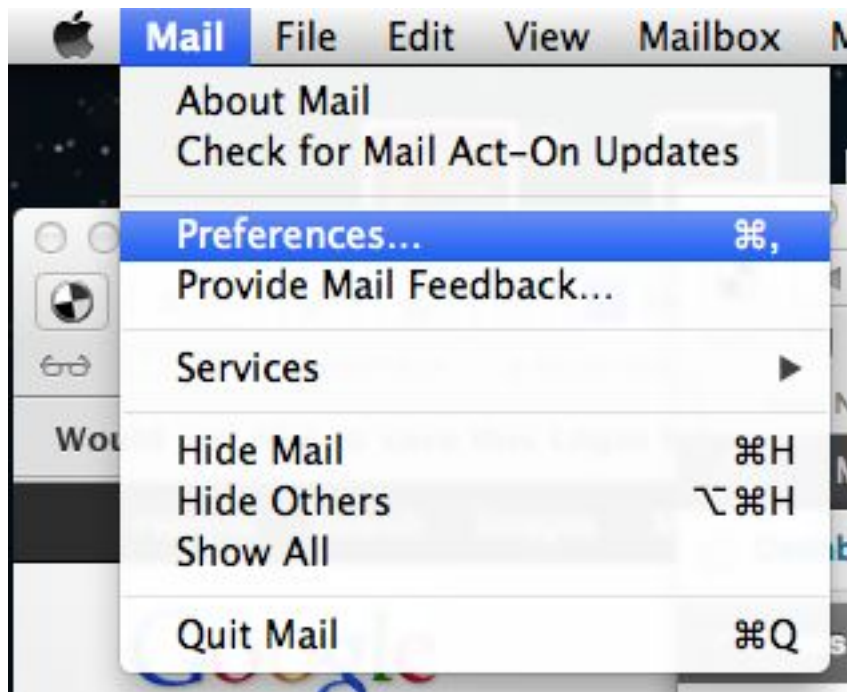 Mail File Edit View Mailbox
About Mail
Check for Mail Act-On Updates
Preferences... ⌘,
Provide Mail Feedback...
Services ▶
Hide Mail ⌘H
Hide Others ⌥⌘H
Show All
Quit Mail ⌘Q
Google